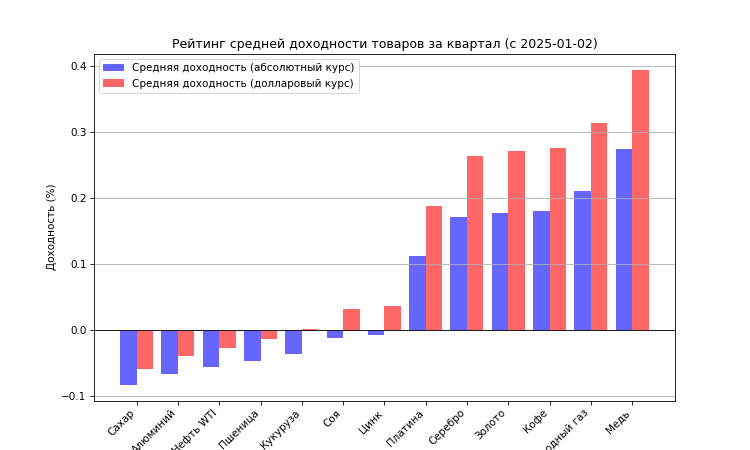 Рейтинг средней доходности товаров за квартал (с 2025-01-02)
Средняя доходность (абсолютный курс)
Средняя доходность (долларовый курс)
Доходность (%)
0.4
0.3
0.2
0.1
0.0
−0.1
Сахар
Алюминий
Нефть WTI
Пшеница
Кукуруза
Соя
Цинк
Платина
Серебро
Золото
Кофе
газ
Медь